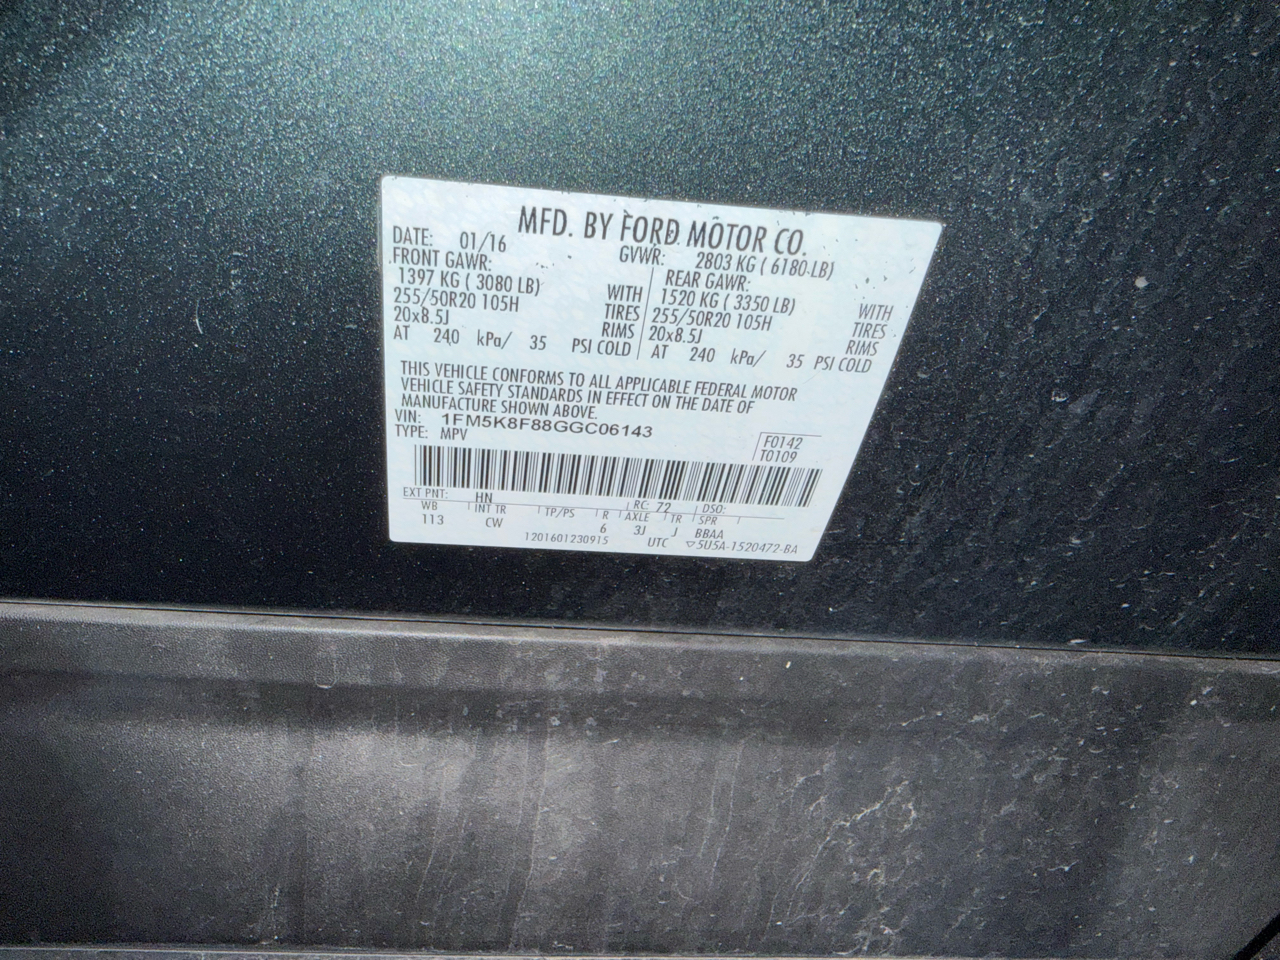 MFD. BY FORD MOTOR CO.
DATE: 01/16 GVWR: 2803 KG ( 6180 LB)
FRONT GAWR: REAR GAWR:
1397 KG ( 3080 LB) WITH 1520 KG ( 3350 LB) WITH
255/50R20 105H TIRES 255/50R20 105H TIRES
20x8.5J RIMS 20x8.5J RIMS
AT 240 kPa/ 35 PSI COLD AT 240 kPa/ 35 PSI COLD
THIS VEHICLE CONFORMS TO ALL APPLICABLE FEDERAL MOTOR
VEHICLE SAFETY STANDARDS IN EFFECT ON THE DATE OF
MANUFACTURE SHOWN ABOVE.
VIN: 1FM5K8F88GGC06143
TYPE: MPV F0142
T0109
EXT PNT: HN RC: 72 DSO:
WB INT TR TP/PS R AXLE TR SPR
113 CW 6 3J J BBAA
1201601230915 UTC ▽5U5A-1520472-BA